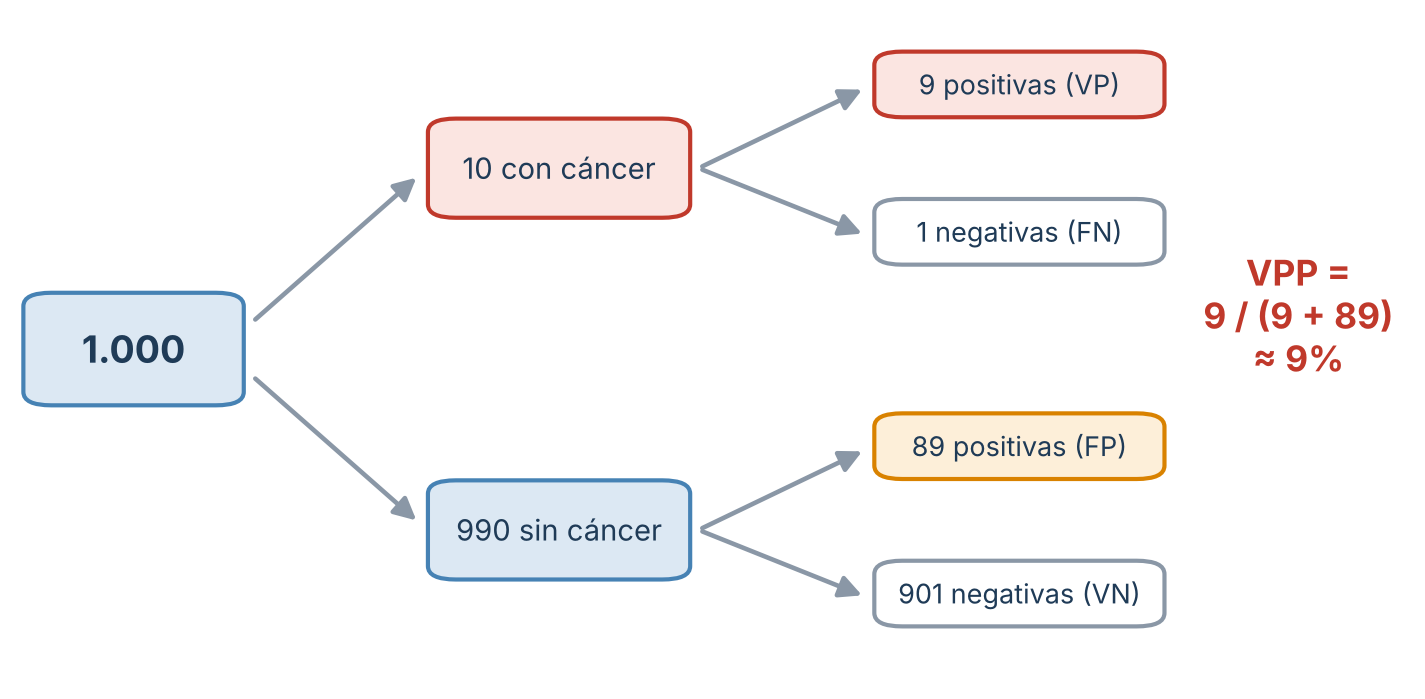 1.000
10 con cáncer
990 sin cáncer
9 positivas (VP)
1 negativas (FN)
89 positivas (FP)
901 negativas (VN)
VPP =
9 / (9 + 89)
≈ 9%